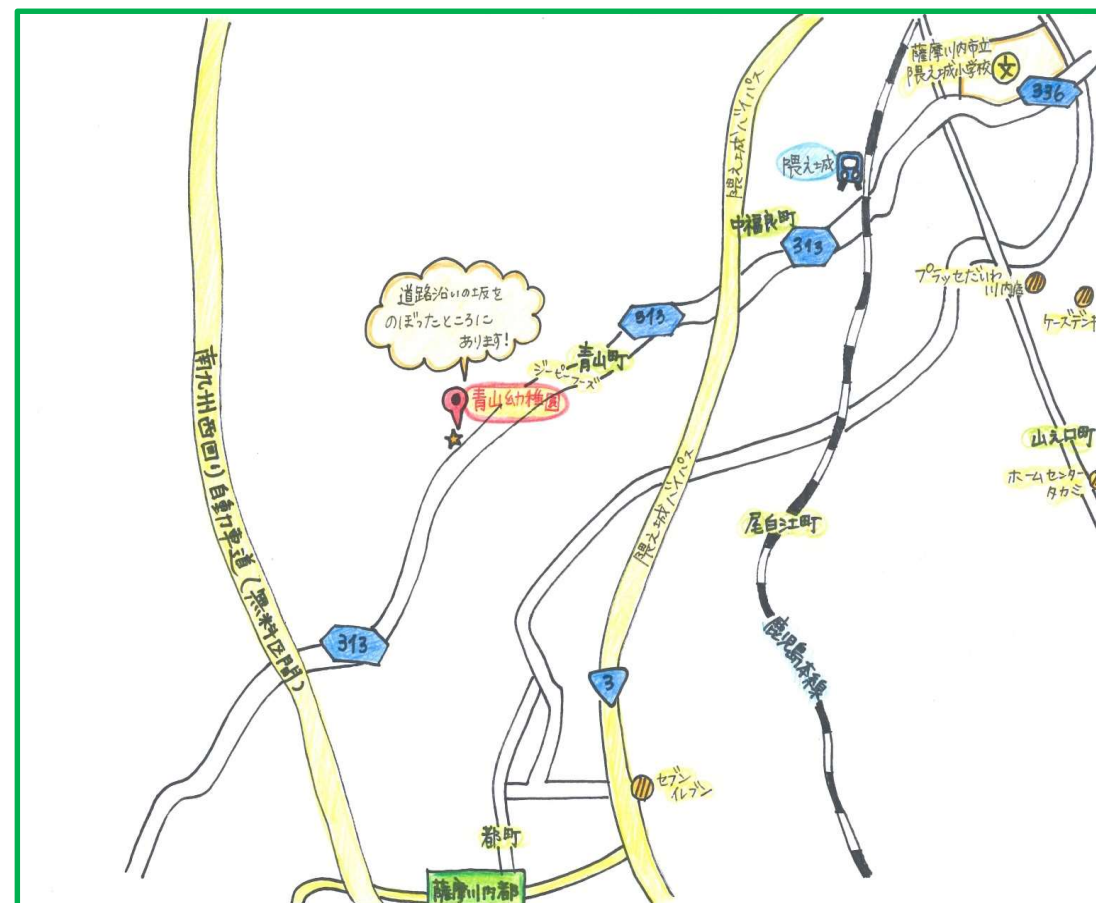 薩摩川内市立
隈之城小学校
文
336
隈之城バイパス
隈之城
中福良町
313
プラッセだいわ
川内店
ケーズデンキ
313
道路沿いの坂を
のぼったところに
あります!
青山町
ジーピーフーズ
青山幼稚園
南九州西回り自動車道(無料区間)
山之口町
ホームセンター
タカミ
隈之城バイパス
尾白江町
313
鹿児島本線
3
セブン
イレブン
都町
薩摩川内都